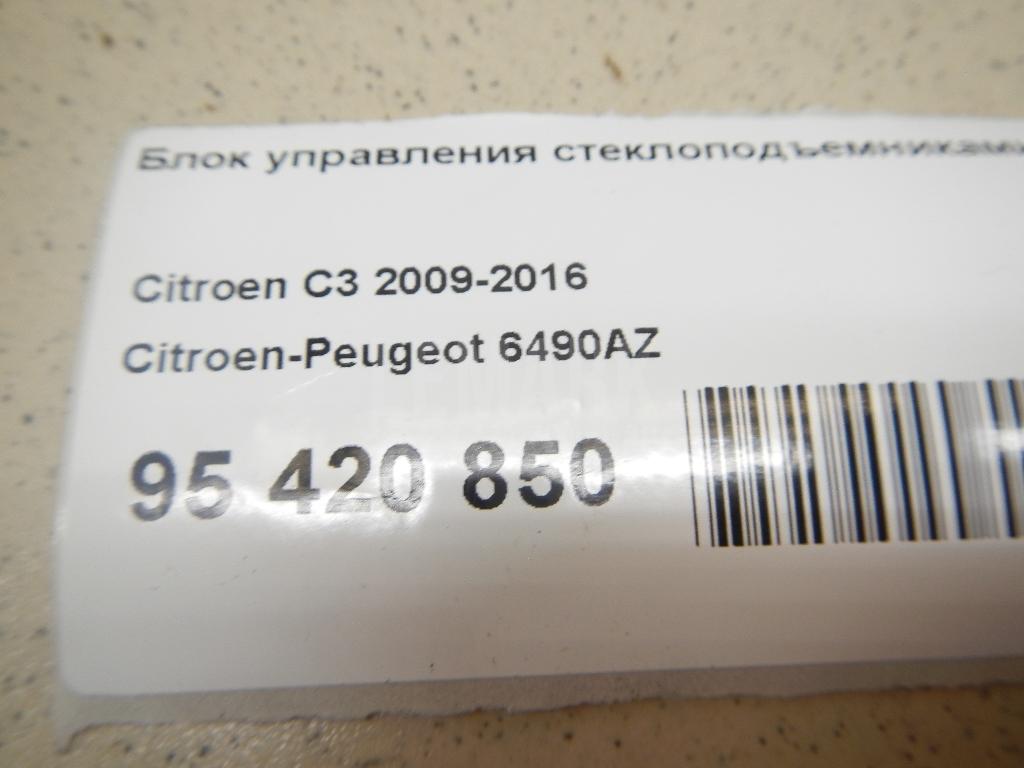 Блок управления стеклоподъемниками
Citroen C3 2009-2016
Citroen-Peugeot 6490AZ
95 420 850